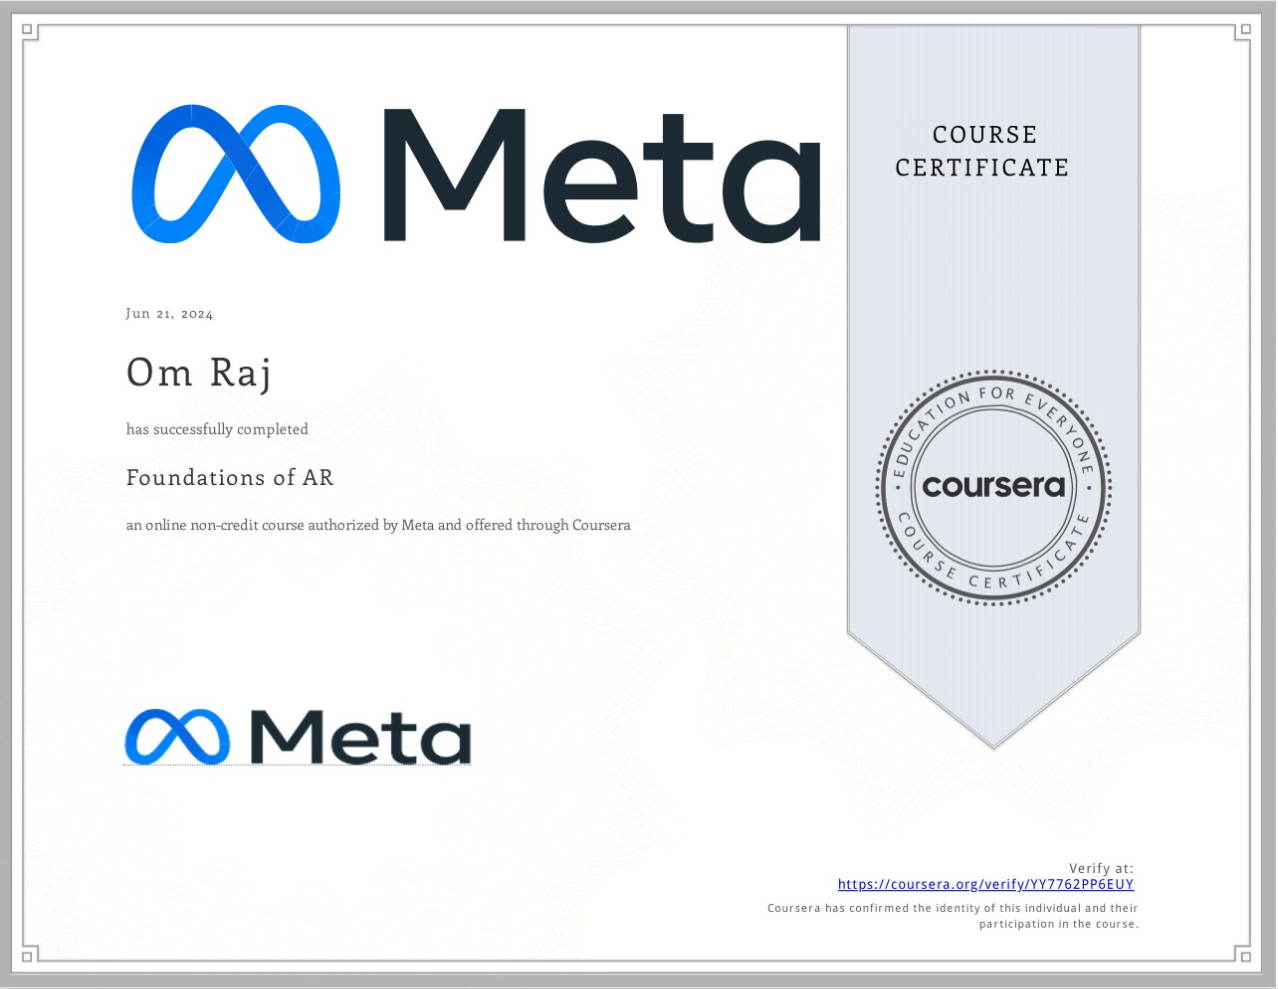 Meta
COURSE
CERTIFICATE
Jun 21, 2024
Om Raj
has successfully completed
Foundations of AR
an online non-credit course authorized by Meta and offered through Coursera
EDUCATION FOR EVERYONE
coursera
COURSE CERTIFICATE
Meta
Verify at:
https://coursera.org/verify/YY7762PP6EUY
Coursera has confirmed the identity of this individual and their
participation in the course.